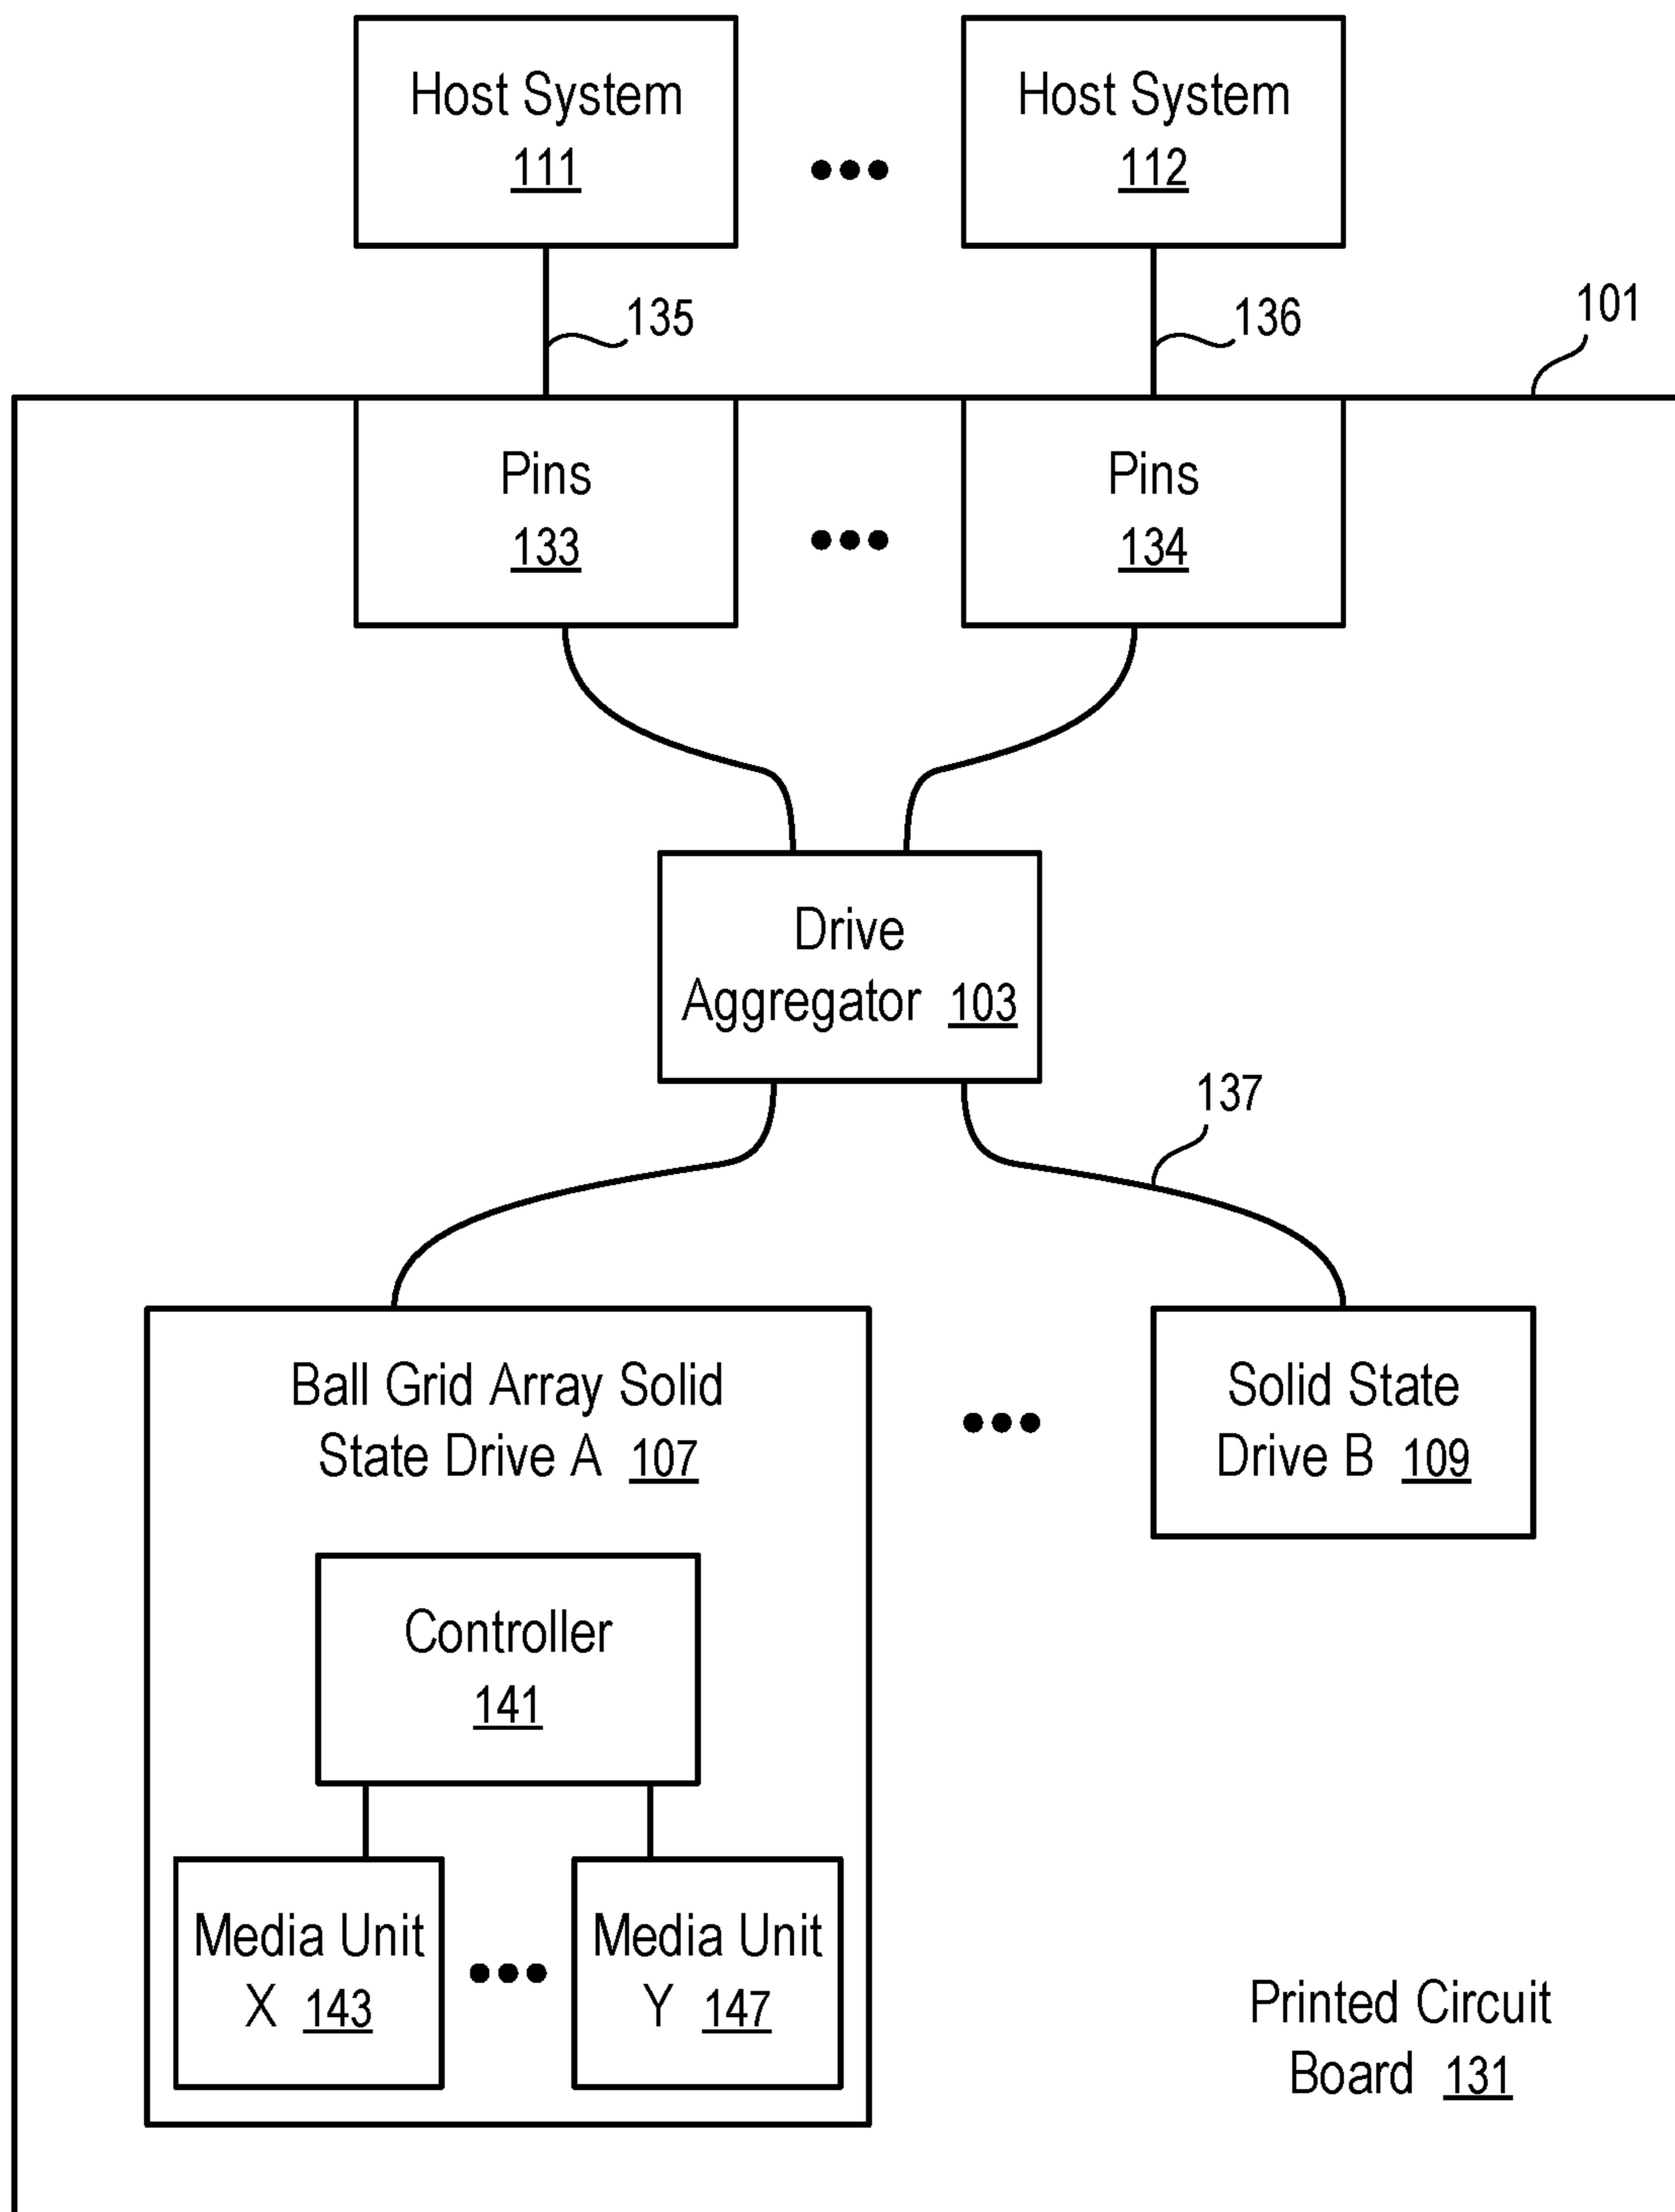 Host System
111
Host System
112
135
136
101
Pins
133
Pins
134
Drive
Aggregator 103
137
Ball Grid Array Solid
State Drive A 107
Solid State
Drive B 109
Controller
141
Media Unit
X 143
Media Unit
Y 147
Printed Circuit
Board 131